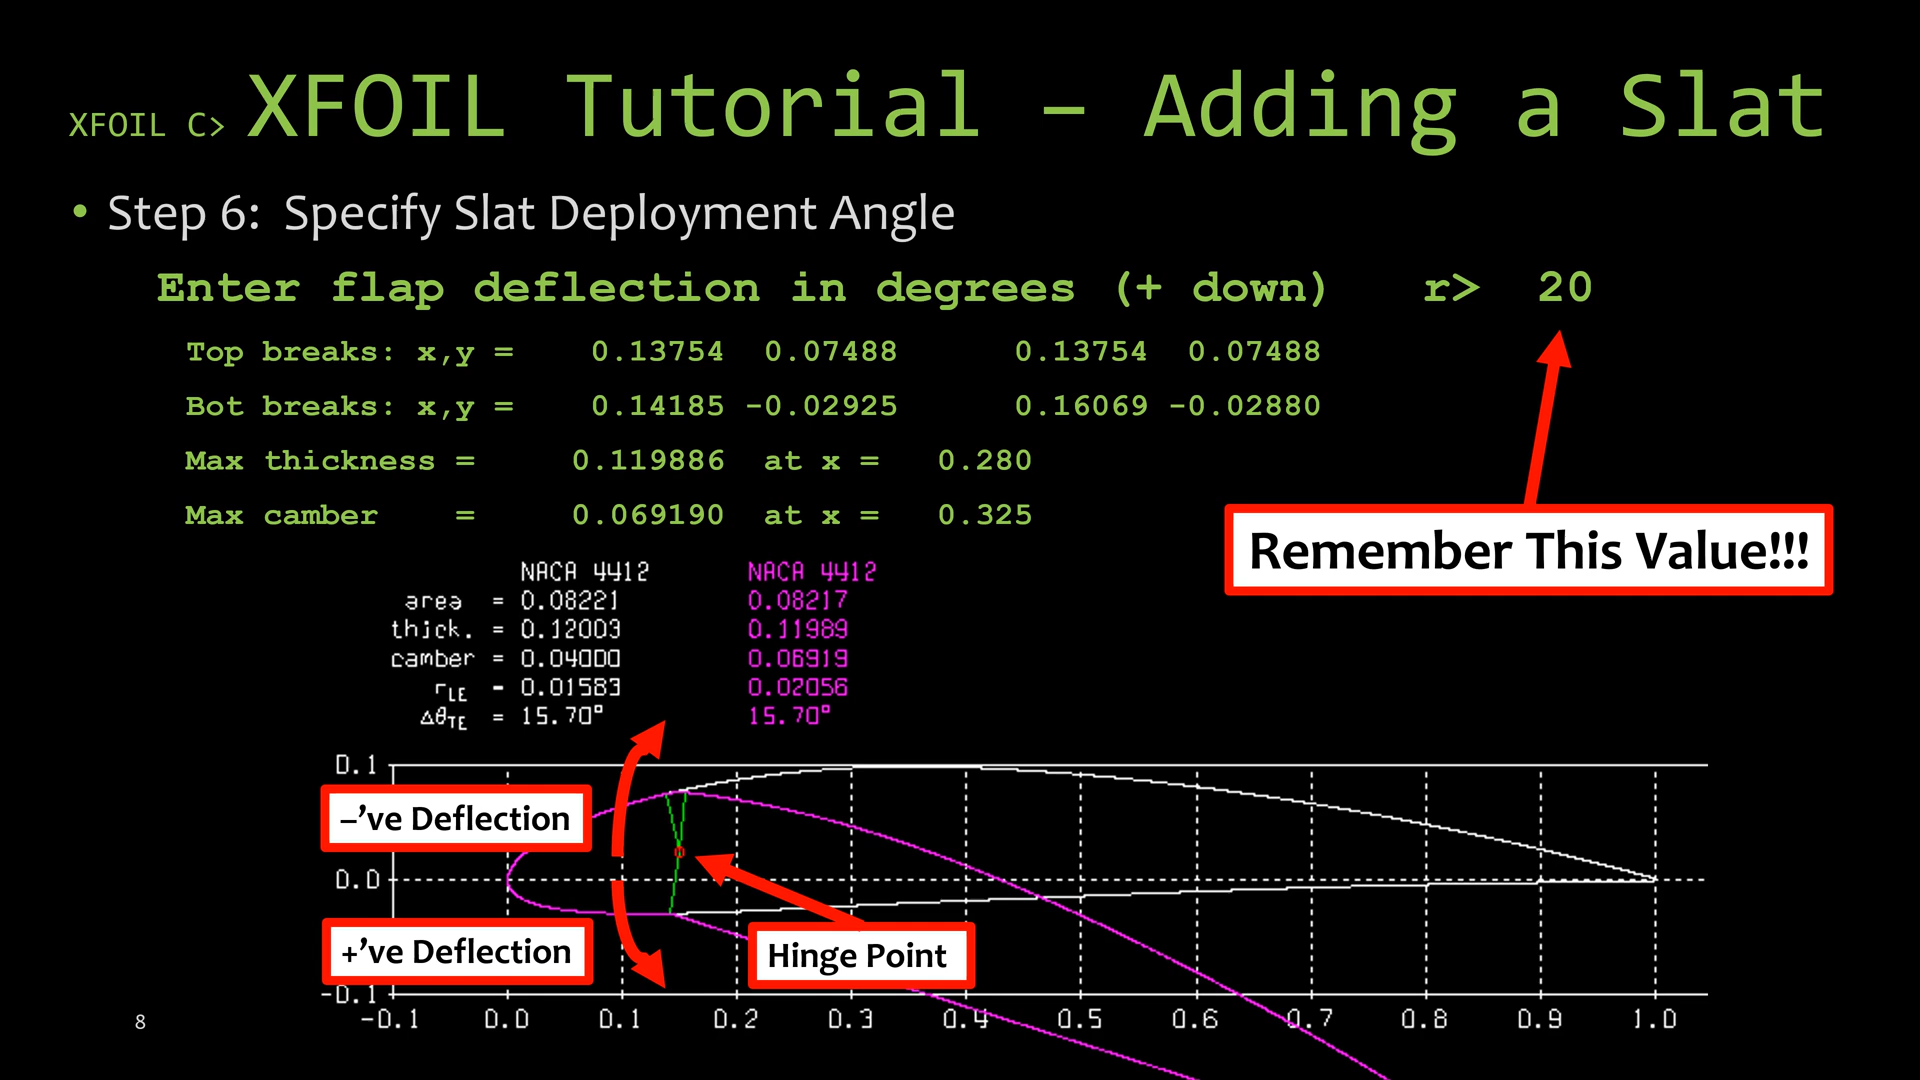 XFOIL C> XFOIL Tutorial – Adding a Slat
• Step 6: Specify Slat Deployment Angle
Enter flap deflection in degrees (+ down) r> 20
Top breaks: x,y = 0.13754 0.07488 0.13754 0.07488
Bot breaks: x,y = 0.14185 -0.02925 0.16069 -0.02880
Max thickness = 0.119886 at x = 0.280
Max camber = 0.069190 at x = 0.325
Remember This Value!!!
NACA 4412 NACA 4412
area = 0.08221 0.08217
thick. = 0.12003 0.11989
camber = 0.04000 0.06919
rLE = 0.01583 0.02056
ΔθTE = 15.70° 15.70°
0.1
–’ve Deflection
0.0
+’ve Deflection
Hinge Point
-0.1
-0.1 0.0 0.1 0.2 0.3 0.4 0.5 0.6 0.7 0.8 0.9 1.0
8